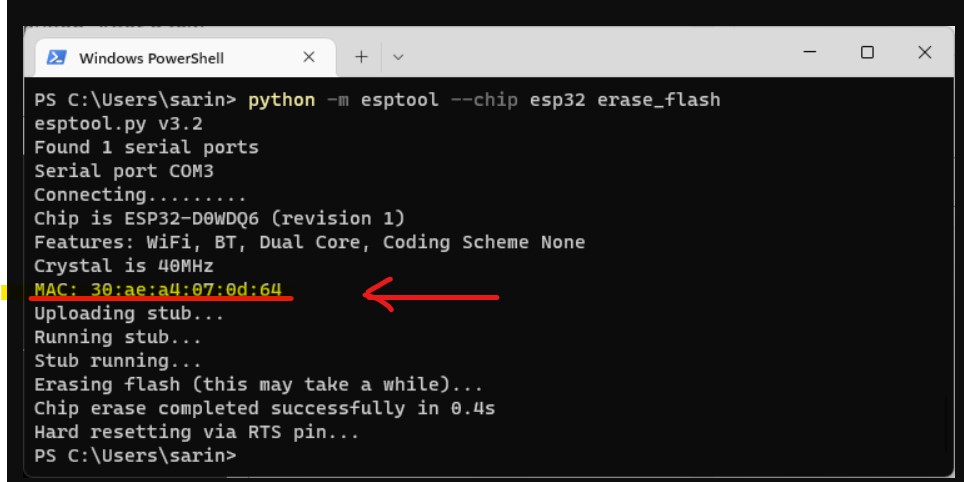 Windows PowerShell
PS C:\Users\sarin> python -m esptool --chip esp32 erase_flash
esptool.py v3.2
Found 1 serial ports
Serial port COM3
Connecting.........
Chip is ESP32-D0WDQ6 (revision 1)
Features: WiFi, BT, Dual Core, Coding Scheme None
Crystal is 40MHz
MAC: 30:ae:a4:07:0d:64
Uploading stub...
Running stub...
Stub running...
Erasing flash (this may take a while)...
Chip erase completed successfully in 0.4s
Hard resetting via RTS pin...
PS C:\Users\sarin>